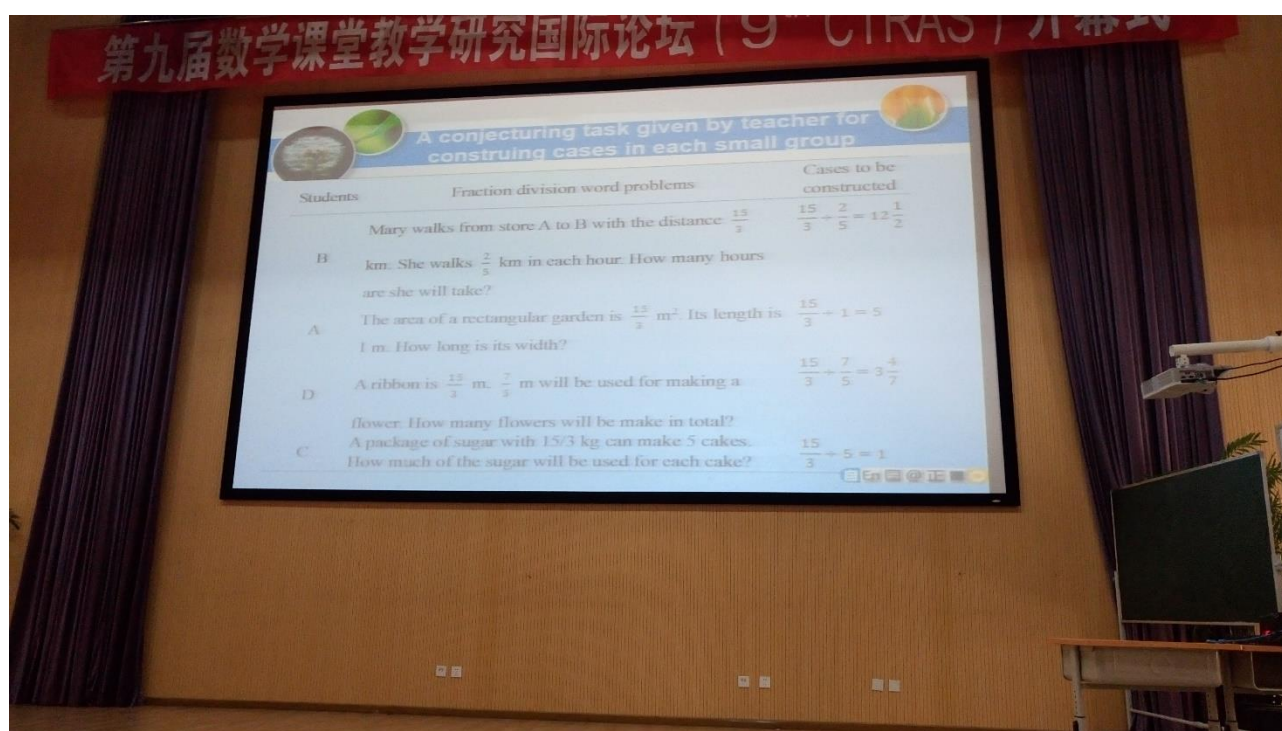 第九届数学课堂教学研究国际论坛（9th CTRAS）开幕式
A conjecturing task given by teacher for
construing cases in each small group
Students Fraction division word problems Cases to be constructed
B Mary walks from store A to B with the distance 15/3 15/3 ÷ 2/5 = 12 1/2
km. She walks 2/5 km in each hour. How many hours
are she will take?
A The area of a rectangular garden is 15/3 m². Its length is 15/3 ÷ 1 = 5
1 m. How long is its width?
D A ribbon is 15/3 m. 7/5 m will be used for making a 15/3 ÷ 7/5 = 3 4/7
flower. How many flowers will be make in total?
C A package of sugar with 15/3 kg can make 5 cakes.
How much of the sugar will be used for each cake? 15/3 ÷ 5 = 1
En